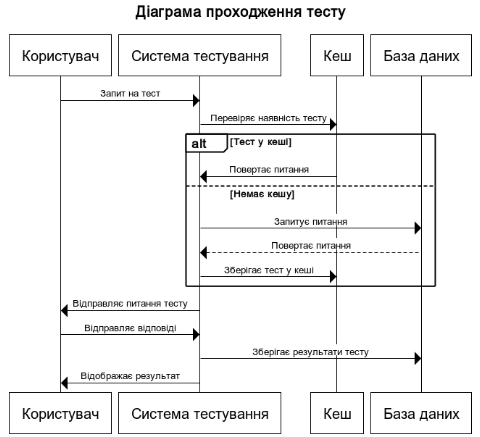 Діаграма проходження тесту
Користувач
Система тестування
Кеш
База даних
Запит на тест
Перевіряє наявність тесту
alt
[Тест у кеші]
Повертає питання
[Немає кешу]
Запитує питання
Повертає питання
Зберігає тест у кеші
Відправляє питання тесту
Відправляє відповіді
Зберігає результати тесту
Відображає результат
Користувач
Система тестування
Кеш
База даних